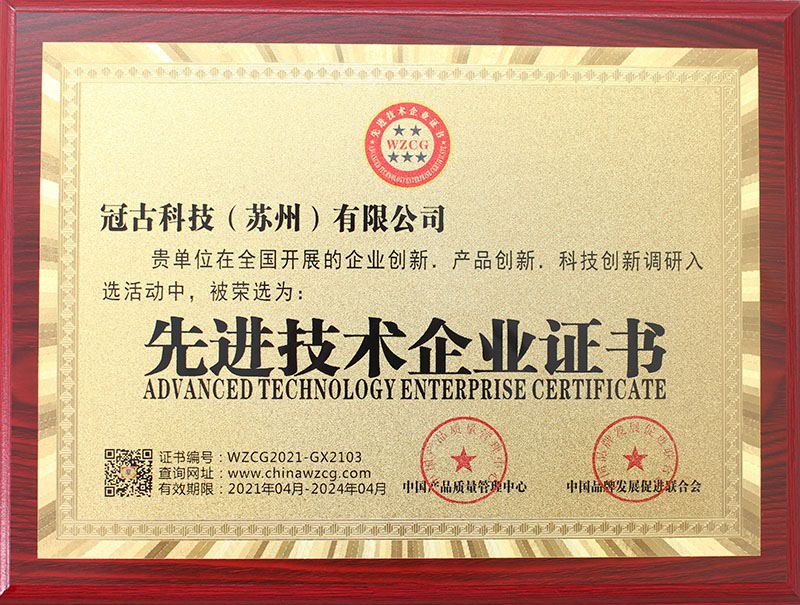 先进技术企业证书
WZCG
ADVANCED TECHNOLOGY ENTERPRISE CERTIFICATE
冠古科技（苏州）有限公司
贵单位在全国开展的企业创新．产品创新．科技创新调研入
选活动中，被荣选为：
先进技术企业证书
ADVANCED TECHNOLOGY ENTERPRISE CERTIFICATE
证书编号：WZCG2021-GX2103
查询网址：www.chinawzcg.com
有效期限：2021年04月-2024年04月
中国产品质量管理中心
中国品牌发展促进联合会